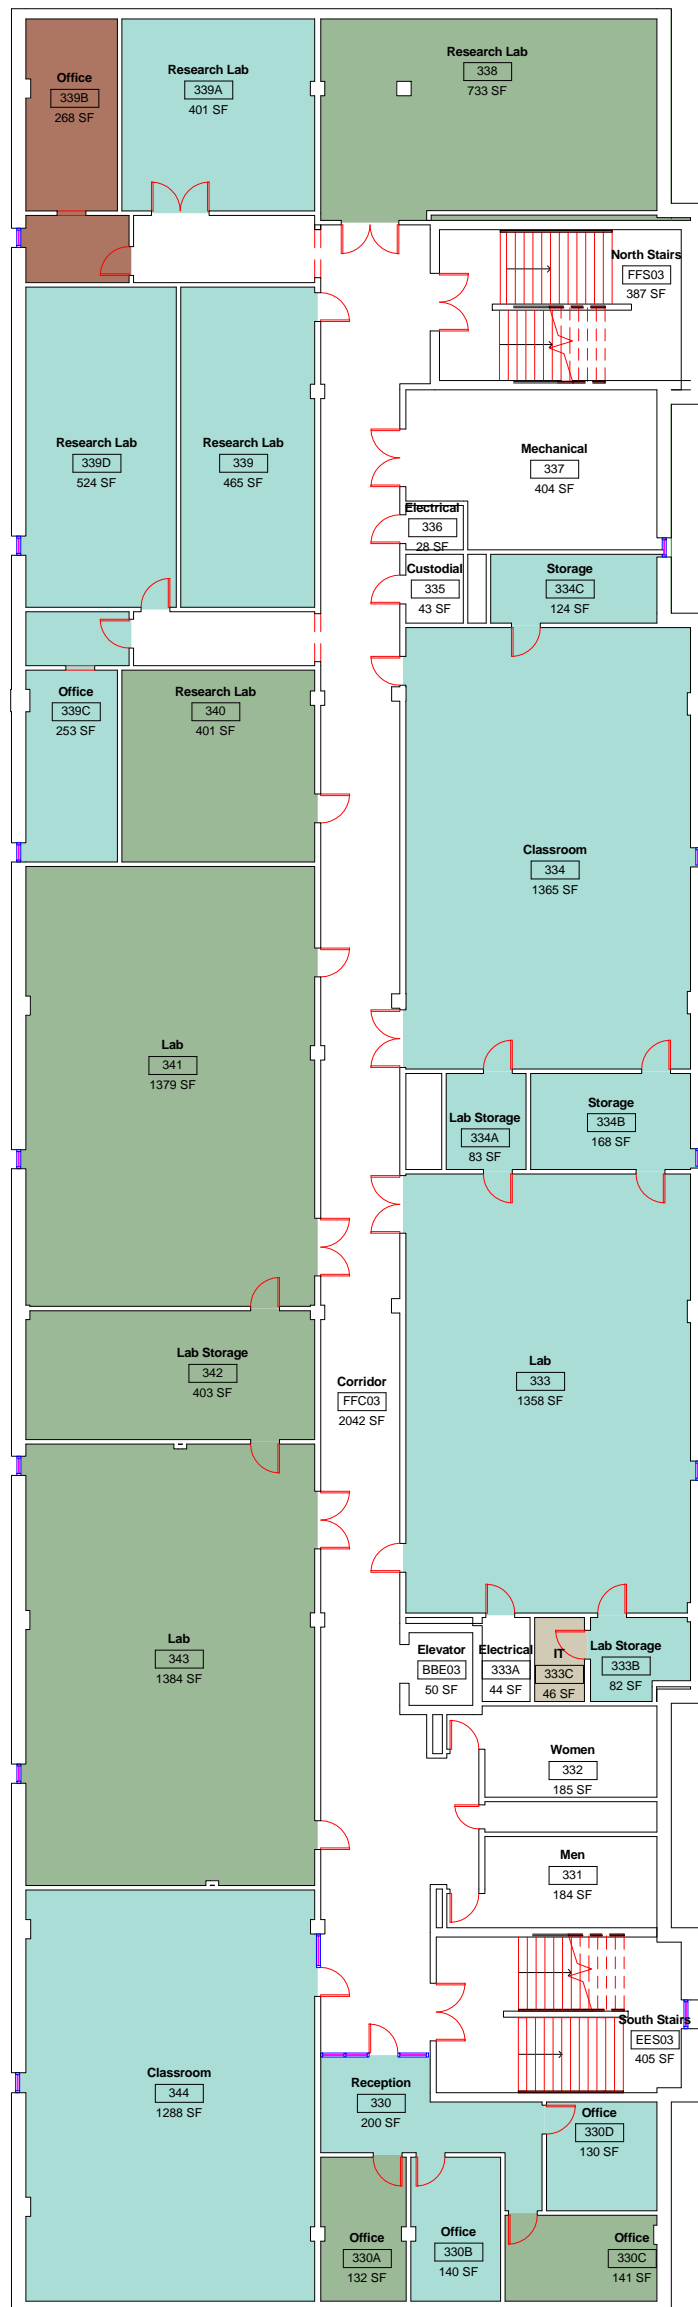 Office
339B
268 SF
Research Lab
339A
401 SF
Research Lab
338
733 SF
North Stairs
FFS03
387 SF
Research Lab
339D
524 SF
Research Lab
339
465 SF
Mechanical
337
404 SF
Electrical
336
28 SF
Custodial
335
43 SF
Storage
334C
124 SF
Office
339C
253 SF
Research Lab
340
401 SF
Classroom
334
1365 SF
Lab
341
1379 SF
Lab Storage
334A
83 SF
Storage
334B
168 SF
Lab Storage
342
403 SF
Corridor
FFC03
2042 SF
Lab
333
1358 SF
Lab
343
1384 SF
Elevator
BBE03
50 SF
Electrical
333A
44 SF
IT
333C
46 SF
Lab Storage
333B
82 SF
Women
332
185 SF
Men
331
184 SF
South Stairs
EES03
405 SF
Classroom
344
1288 SF
Reception
330
200 SF
Office
330D
130 SF
Office
330A
132 SF
Office
330B
140 SF
Office
330C
141 SF